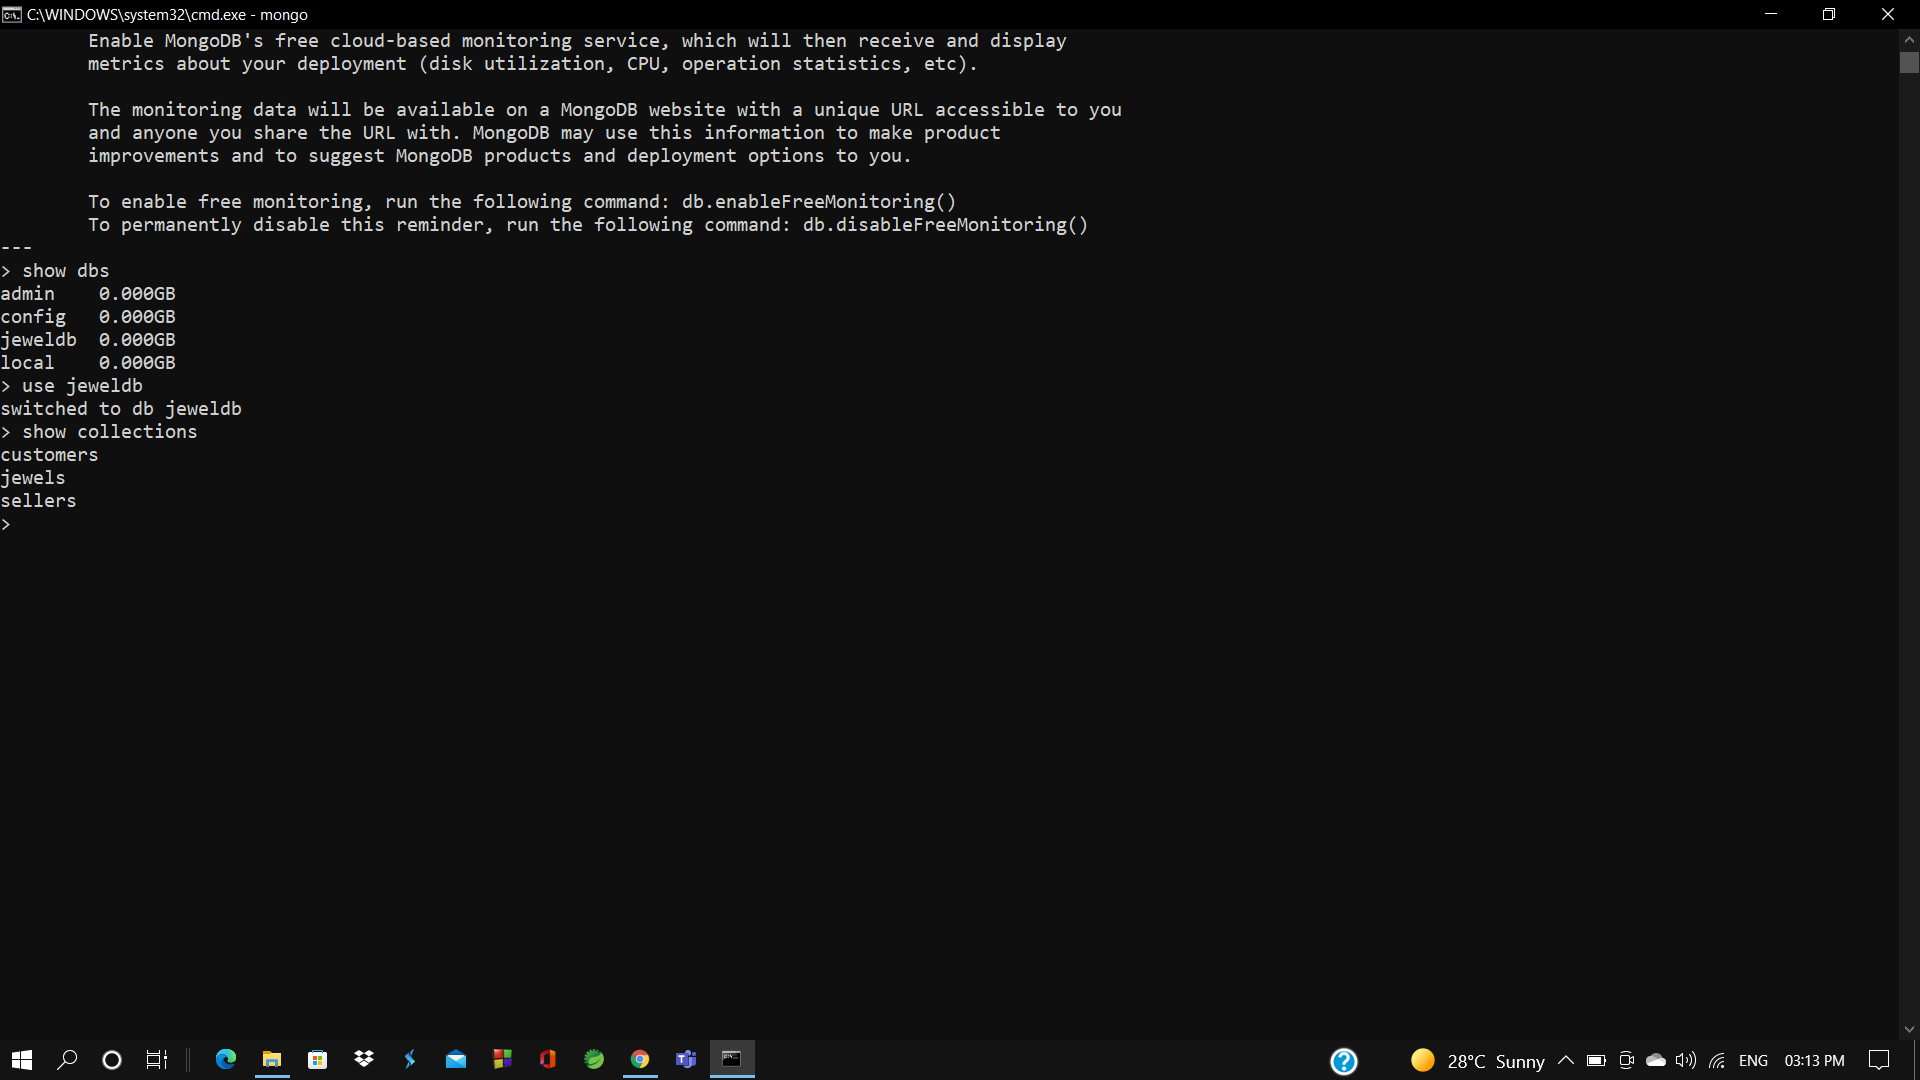 C:\WINDOWS\system32\cmd.exe - mongo
Enable MongoDB's free cloud-based monitoring service, which will then receive and display
metrics about your deployment (disk utilization, CPU, operation statistics, etc).
The monitoring data will be available on a MongoDB website with a unique URL accessible to you
and anyone you share the URL with. MongoDB may use this information to make product
improvements and to suggest MongoDB products and deployment options to you.
To enable free monitoring, run the following command: db.enableFreeMonitoring()
To permanently disable this reminder, run the following command: db.disableFreeMonitoring()
---
> show dbs
admin    0.000GB
config   0.000GB
jeweldb  0.000GB
local    0.000GB
> use jeweldb
switched to db jeweldb
> show collections
customers
jewels
sellers
>
28°C Sunny ENG 03:13 PM